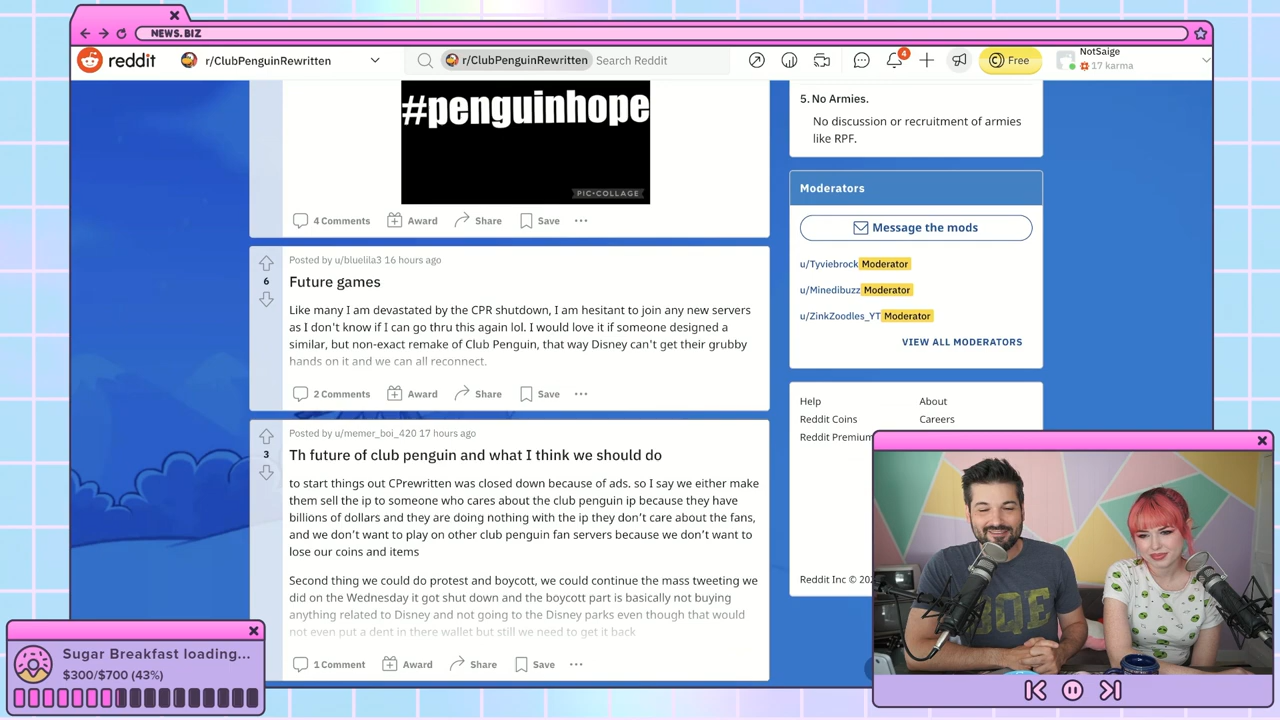 NEWS.BIZ
reddit
r/ClubPenguinRewritten
r/ClubPenguinRewritten Search Reddit
4
Free
NotSaige
17 karma
#penguinhope
PIC•COLLAGE
4 Comments Award Share Save
Posted by u/bluelila3 16 hours ago
6
Future games
Like many I am devastated by the CPR shutdown, I am hesitant to join any new servers
as I don't know if I can go thru this again lol. I would love it if someone designed a
similar, but non-exact remake of Club Penguin, that way Disney can't get their grubby
hands on it and we can all reconnect.
2 Comments Award Share Save
Posted by u/memer_boi_420 17 hours ago
3
Th future of club penguin and what I think we should do
to start things out CPrewritten was closed down because of ads. so I say we either make
them sell the ip to someone who cares about the club penguin ip because they have
billions of dollars and they are doing nothing with the ip they don't care about the fans,
and we don't want to play on other club penguin fan servers because we don't want to
lose our coins and items
Second thing we could do protest and boycott, we could continue the mass tweeting we
did on the Wednesday it got shut down and the boycott part is basically not buying
anything related to Disney and not going to the Disney parks even though that would
not even put a dent in there wallet but still we need to get it back
1 Comment Award Share Save
5. No Armies.
No discussion or recruitment of armies
like RPF.
Moderators
Message the mods
u/Tyviebrock Moderator
u/Minedibuzz Moderator
u/ZinkZoodles_YT Moderator
VIEW ALL MODERATORS
Help About
Reddit Coins Careers
Reddit Premium
Reddit Inc © 20
Sugar Breakfast loading...
$300/$700 (43%)